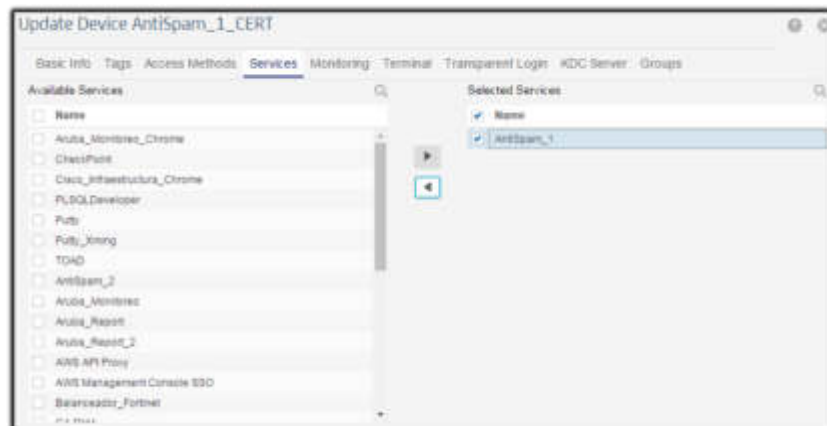 Update Device AntiSpam_1_CERT
Basic Info Tags Access Methods Services Monitoring Terminal Transparent Login KDC Server Groups
Available Services
Selected Services
Name
Name
Aruba_Monitoreo_Chrome
AntiSpam_1
CheckPoint
Cisco_Infraestuctura_Chrome
PLSQLDeveloper
Putty
Putty_Xming
TOAD
AntiSpam_2
Aruba_Monitoreo
Aruba_Report
Aruba_Report_2
AWS API Proxy
AWS Management Console SSO
Balanceador_Fortinet